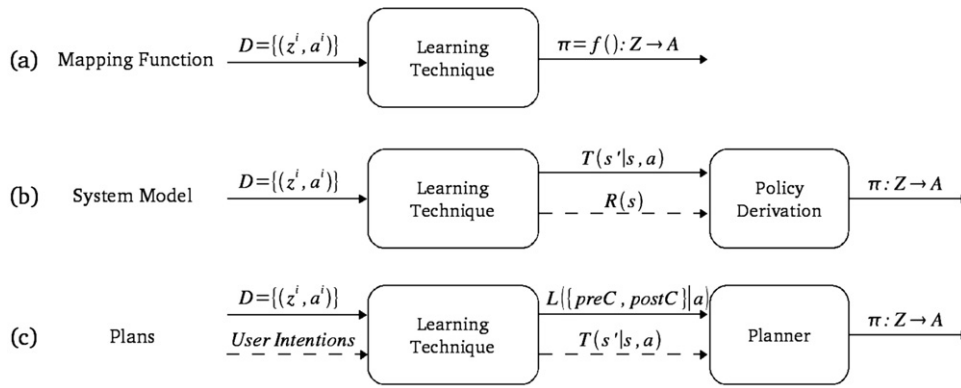 (a) Mapping Function D={(z^i, a^i)} Learning Technique π=f(): Z→A
(b) System Model D={(z^i, a^i)} Learning Technique T(s'|s,a) R(s) Policy Derivation π: Z→A
(c) Plans D={(z^i, a^i)} User Intentions Learning Technique L({preC, postC}|a) T(s'|s,a) Planner π: Z→A